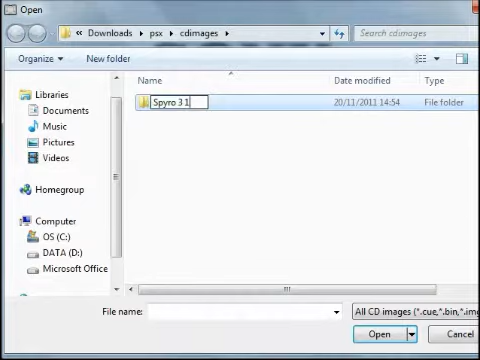 Open
« Downloads ▸ psx ▸ cdimages ▸
Search cdimages
Organize ▾
New folder
Name
Date modified
Type
Libraries
Documents
Music
Pictures
Videos
Homegroup
Computer
OS (C:)
DATA (D:)
Microsoft Office
Spyro 3 1
20/11/2011 14:54
File folder
File name:
All CD images (*.cue,*.bin,*.img
Open
Cancel